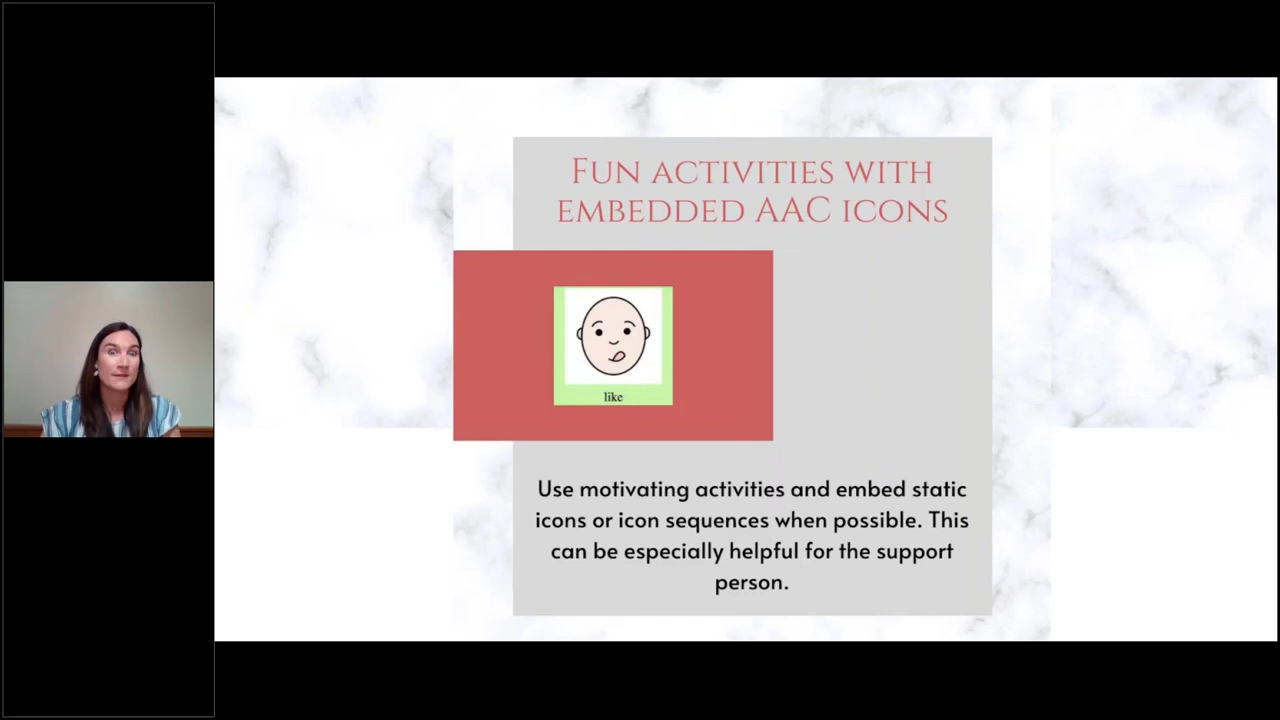 Fun activities with
embedded AAC icons
like
Use motivating activities and embed static
icons or icon sequences when possible. This
can be especially helpful for the support
person.